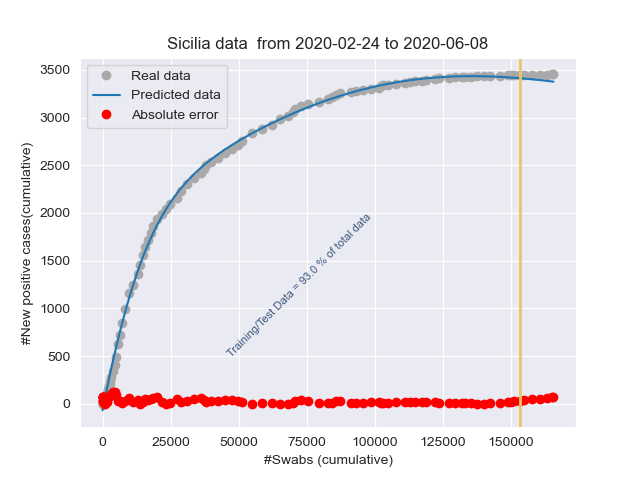 Sicilia data  from 2020-02-24 to 2020-06-08
Real data
Predicted data
Absolute error
#New positive cases(cumulative)
3500
3000
2500
2000
1500
1000
500
0
Training/Test Data = 93.0 % of total data
0
25000
50000
75000
100000
125000
150000
#Swabs (cumulative)